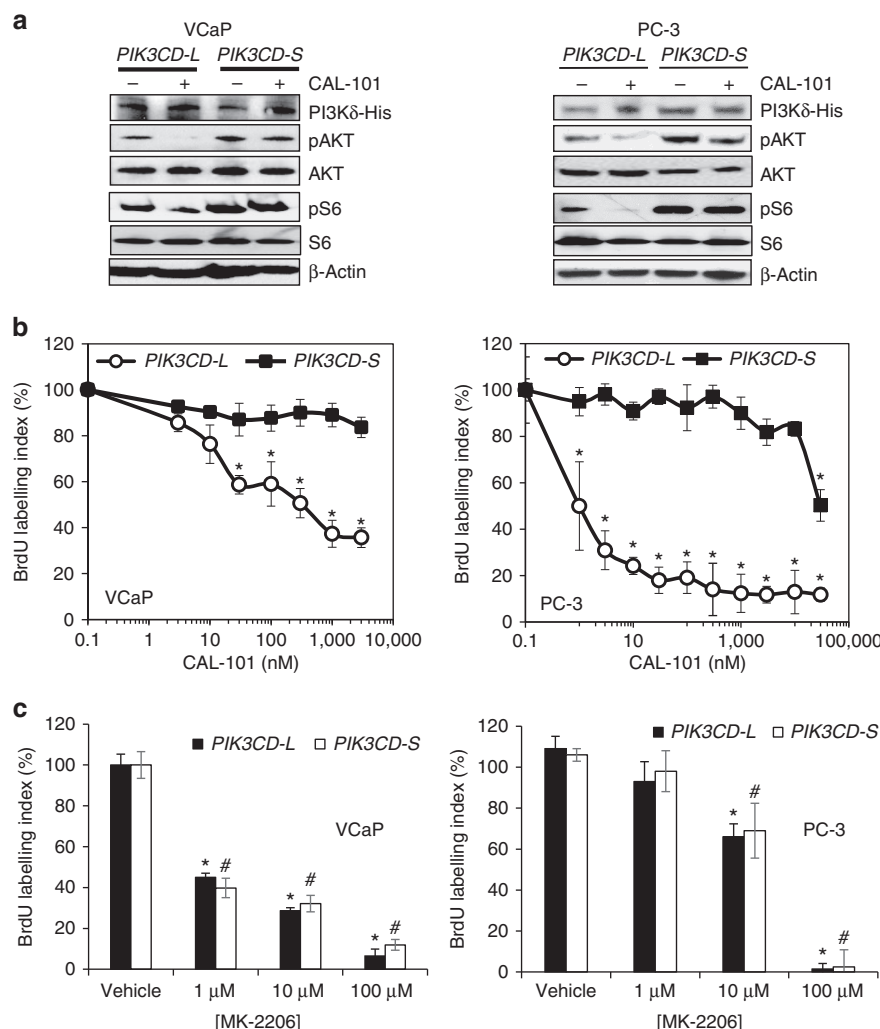 a
VCaP
PIK3CD-L PIK3CD-S
– + – + CAL-101
PI3Kδ-His
pAKT
AKT
pS6
S6
β-Actin
PC-3
PIK3CD-L PIK3CD-S
– + – + CAL-101
PI3Kδ-His
pAKT
AKT
pS6
S6
β-Actin
b
BrdU labelling index (%)
120
100
80
60
40
20
0
PIK3CD-L PIK3CD-S
* * * * *
VCaP
0.1 1 10 100 1,000 10,000
CAL-101 (nM)
BrdU labelling index (%)
120
100
80
60
40
20
0
PIK3CD-L PIK3CD-S
* * * * * * * * * * *
PC-3
0.1 10 1,000 100,000
CAL-101 (nM)
c
BrdU labelling index (%)
120
100
80
60
40
20
0
PIK3CD-L PIK3CD-S
VCaP
* #
* #
* #
Vehicle 1 μM 10 μM 100 μM
[MK-2206]
BrdU labelling index (%)
120
100
80
60
40
20
0
PIK3CD-L PIK3CD-S
PC-3
* #
* #
Vehicle 1 μM 10 μM 100 μM
[MK-2206]